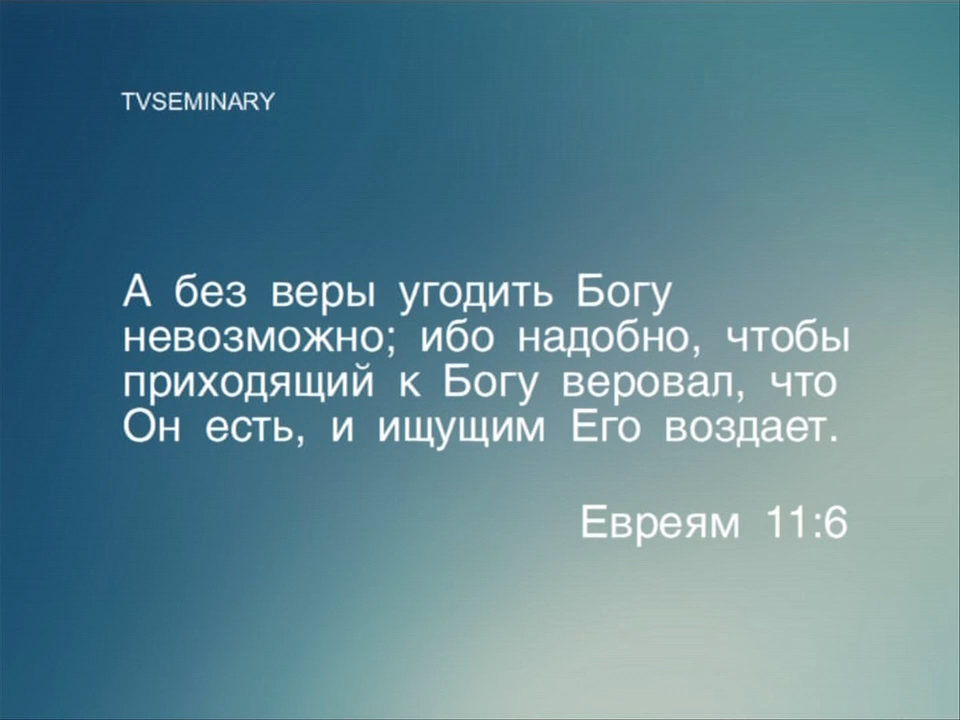 TVSEMINARY
А без веры угодить Богу
невозможно; ибо надобно, чтобы
приходящий к Богу веровал, что
Он есть, и ищущим Его воздает.
Евреям 11:6